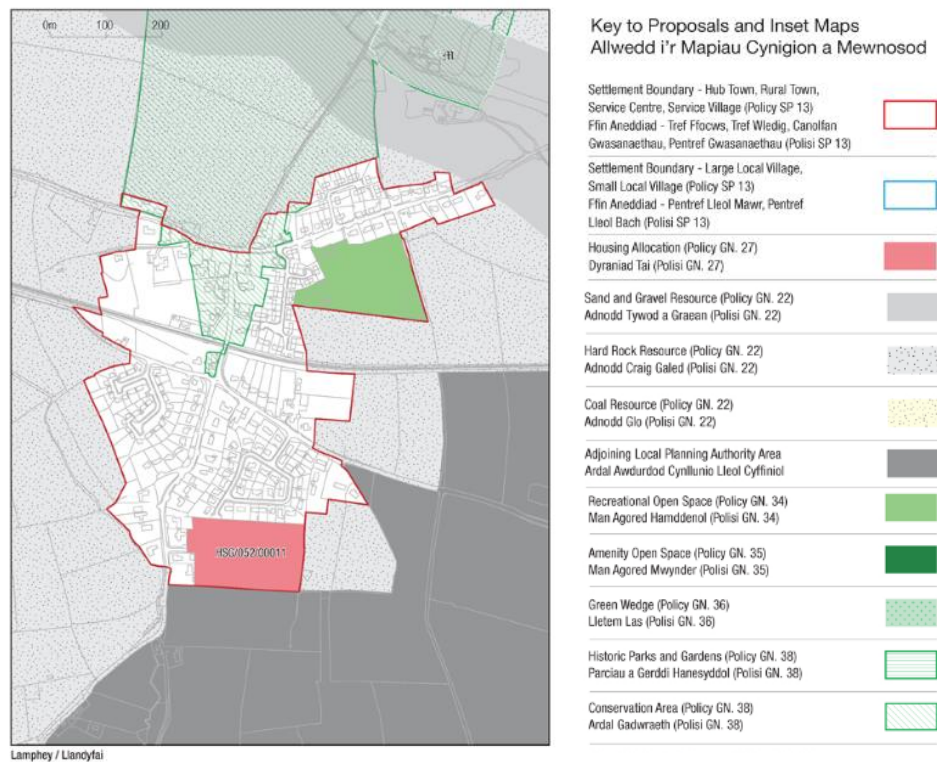 0m 100 200
HSG/052/00011
Lamphey / Llandyfai
Key to Proposals and Inset Maps
Allwedd i'r Mapiau Cynigion a Mewnosod
Settlement Boundary - Hub Town, Rural Town,
Service Centre, Service Village (Policy SP 13)
Ffin Aneddiad - Tref Ffocws, Tref Wledig, Canolfan
Gwasanaethau, Pentref Gwasanaethau (Polisi SP 13)
Settlement Boundary - Large Local Village,
Small Local Village (Policy SP 13)
Ffin Aneddiad - Pentref Lleol Mawr, Pentref
Lleol Bach (Polisi SP 13)
Housing Allocation (Policy GN. 27)
Dyraniad Tai (Polisi GN. 27)
Sand and Gravel Resource (Policy GN. 22)
Adnodd Tywod a Graean (Polisi GN. 22)
Hard Rock Resource (Policy GN. 22)
Adnodd Craig Galed (Polisi GN. 22)
Coal Resource (Policy GN. 22)
Adnodd Glo (Polisi GN. 22)
Adjoining Local Planning Authority Area
Ardal Awdurdod Cynllunio Lleol Cyffiniol
Recreational Open Space (Policy GN. 34)
Man Agored Hamddenol (Polisi GN. 34)
Amenity Open Space (Policy GN. 35)
Man Agored Mwynder (Polisi GN. 35)
Green Wedge (Policy GN. 36)
Lletem Las (Polisi GN. 36)
Historic Parks and Gardens (Policy GN. 38)
Parciau a Gerddi Hanesyddol (Polisi GN. 38)
Conservation Area (Policy GN. 38)
Ardal Gadwraeth (Polisi GN. 38)